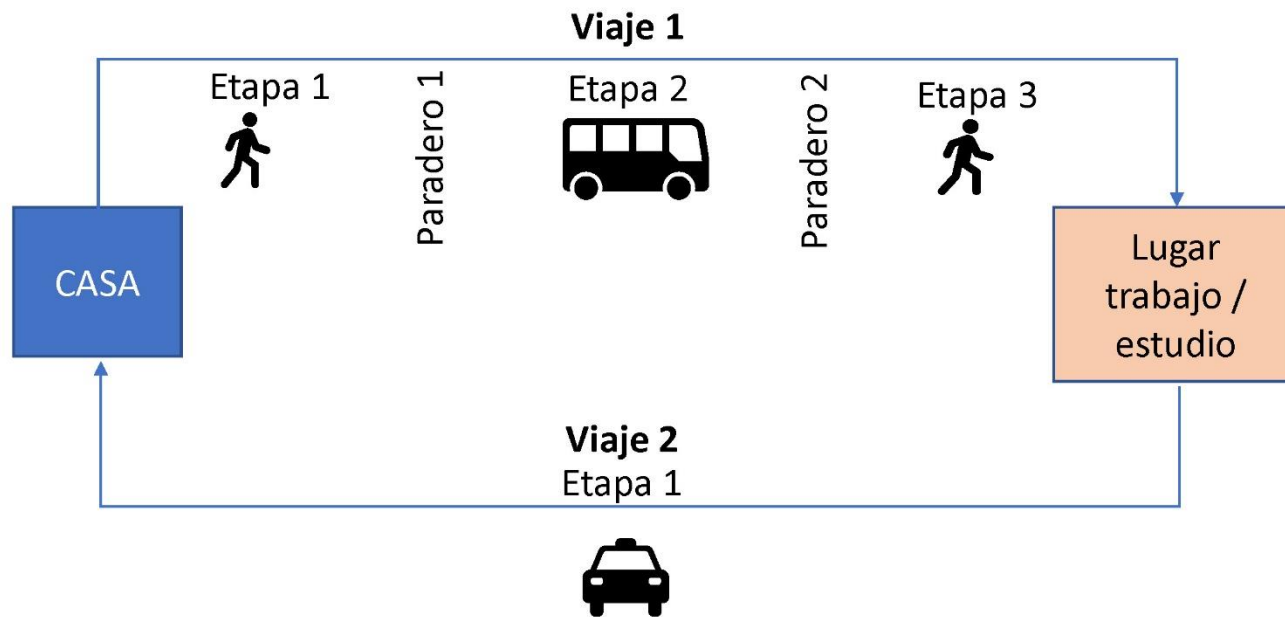 Viaje 1
Etapa 1
Paradero 1
Etapa 2
Paradero 2
Etapa 3
CASA
Lugar
trabajo /
estudio
Viaje 2
Etapa 1